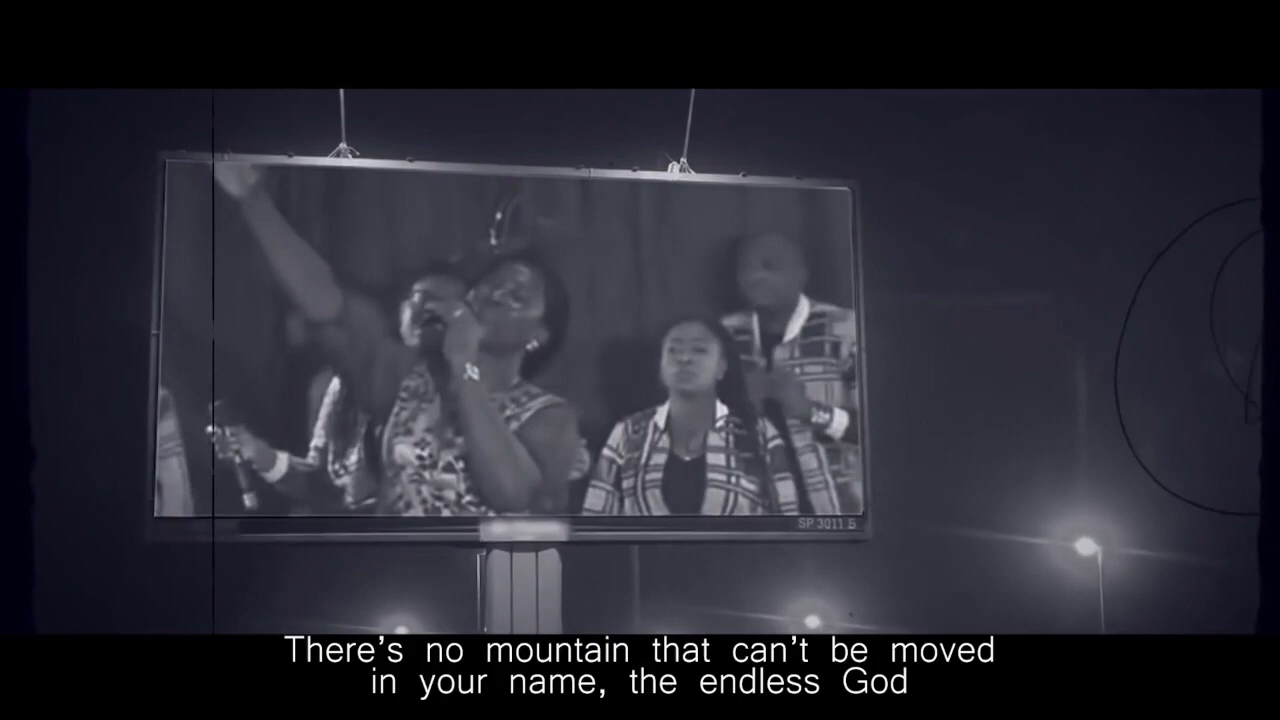 SP 3011 Б
There's no mountain that can't be moved
in your name, the endless God